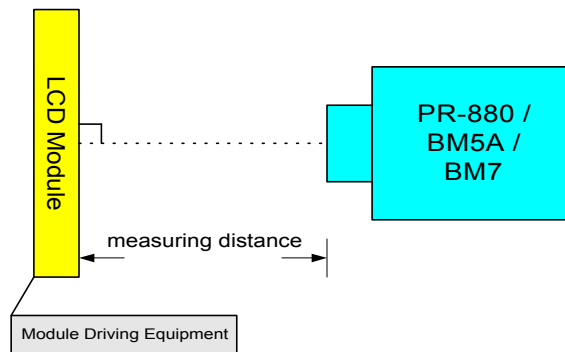 LCD Module
PR-880 /
BM5A /
BM7
measuring distance
Module Driving Equipment